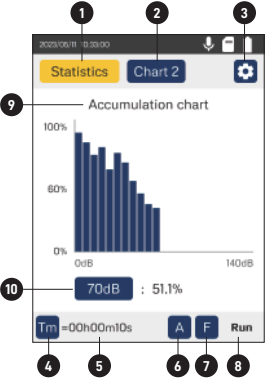 1 2 3
2023/05/11 10:33:00
Statistics Chart 2
9 Accumulation chart
100%
60%
0%
0dB 140dB
10 70dB : 51.1%
Tm =00h00m10s A F Run
4 5 6 7 8